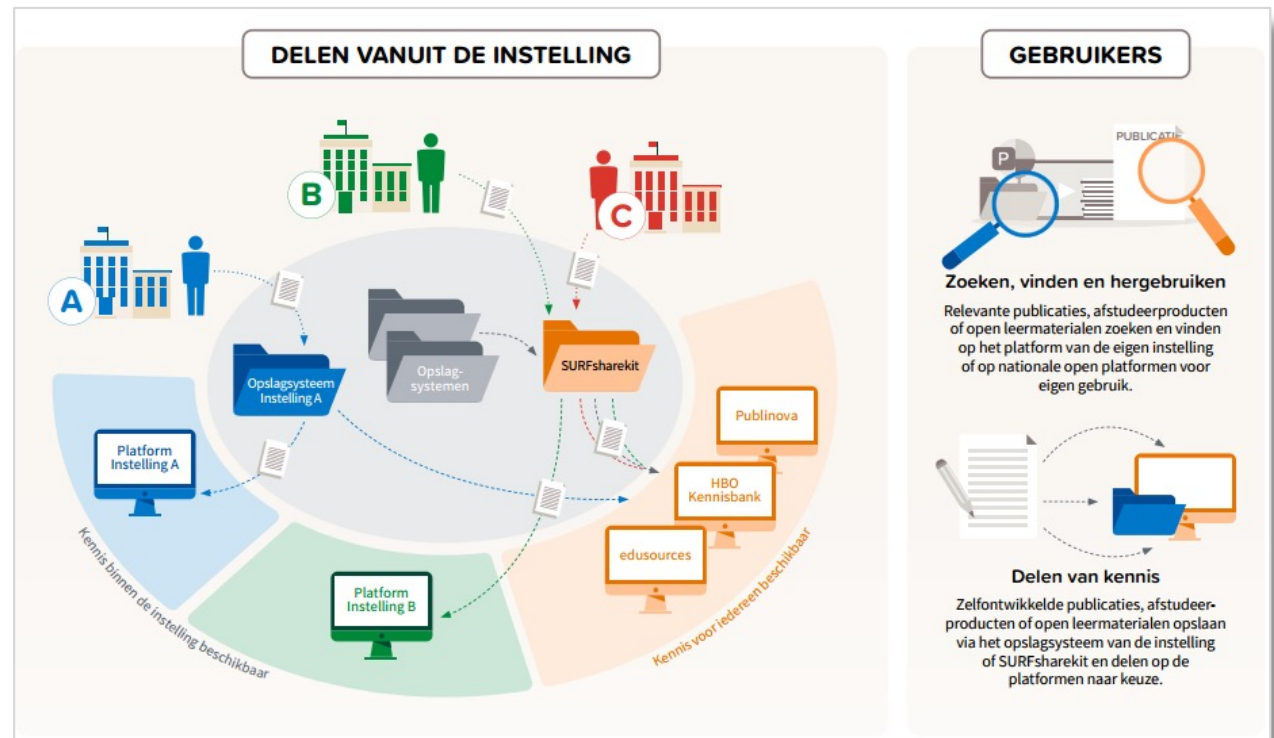 DELEN VANUIT DE INSTELLING
B
C
A
Opslagsysteem
Instelling A
Opslag-
systemen
SURFsharekit
Platform
Instelling A
Platform
Instelling B
Publinova
HBO
Kennisbank
edusources
Kennis binnen de instelling beschikbaar
Kennis voor iedereen beschikbaar
GEBRUIKERS
P
PUBLICATIE
Zoeken, vinden en hergebruiken
Relevante publicaties, afstudeerproducten
of open leermaterialen zoeken en vinden
op het platform van de eigen instelling
of op nationale open platformen voor
eigen gebruik.
Delen van kennis
Zelfontwikkelde publicaties, afstudeer-
producten of open leermaterialen opslaan
via het opslagsysteem van de instelling
of SURFsharekit en delen op de
platformen naar keuze.